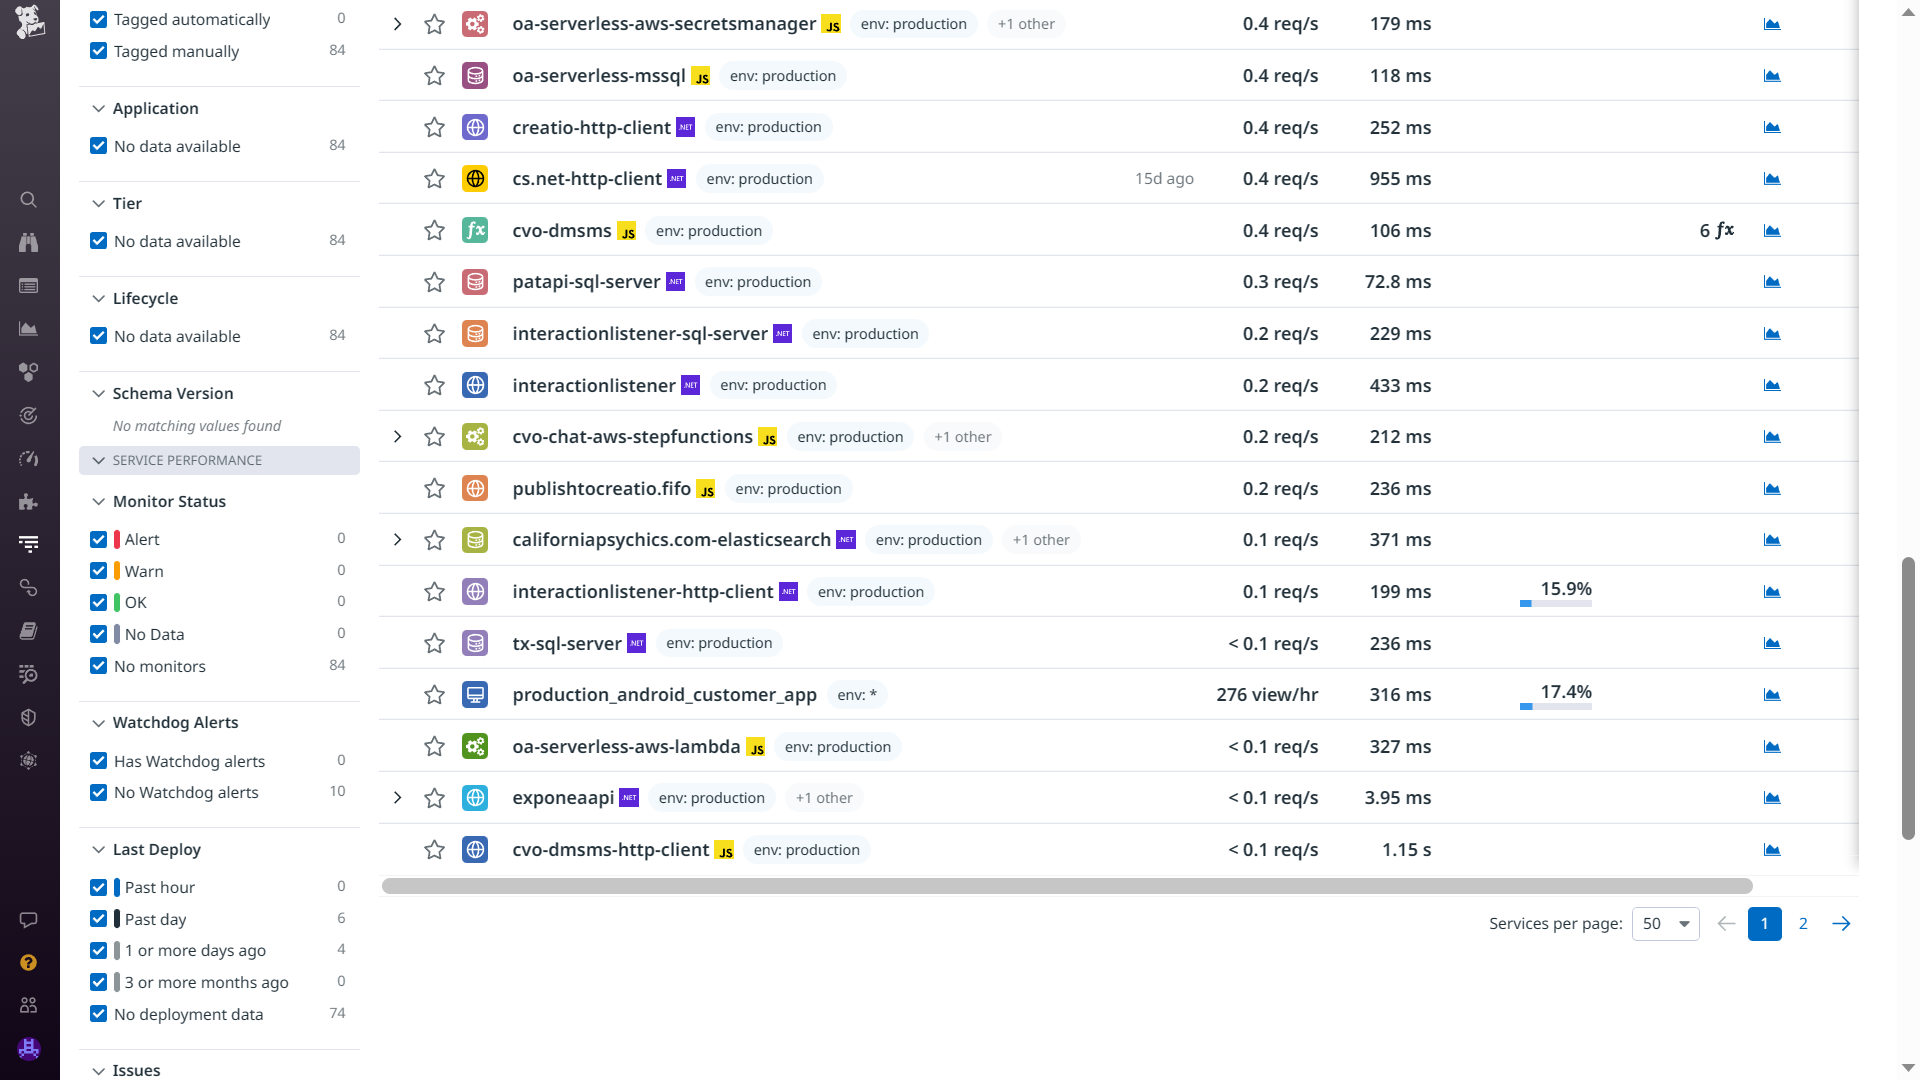 Tagged automatically 0
Tagged manually 84
Application
No data available 84
Tier
No data available 84
Lifecycle
No data available 84
Schema Version
No matching values found
SERVICE PERFORMANCE
Monitor Status
Alert 0
Warn 0
OK 0
No Data 0
No monitors 84
Watchdog Alerts
Has Watchdog alerts 0
No Watchdog alerts 10
Last Deploy
Past hour 0
Past day 6
1 or more days ago 4
3 or more months ago 0
No deployment data 74
Issues
oa-serverless-aws-secretsmanager JS env: production +1 other 0.4 req/s 179 ms
oa-serverless-mssql JS env: production 0.4 req/s 118 ms
creatio-http-client .NET env: production 0.4 req/s 252 ms
cs.net-http-client .NET env: production 15d ago 0.4 req/s 955 ms
fx cvo-dmsms JS env: production 0.4 req/s 106 ms 6 fx
patapi-sql-server .NET env: production 0.3 req/s 72.8 ms
interactionlistener-sql-server .NET env: production 0.2 req/s 229 ms
interactionlistener .NET env: production 0.2 req/s 433 ms
cvo-chat-aws-stepfunctions JS env: production +1 other 0.2 req/s 212 ms
publishtocreatio.fifo JS env: production 0.2 req/s 236 ms
californiapsychics.com-elasticsearch .NET env: production +1 other 0.1 req/s 371 ms
interactionlistener-http-client .NET env: production 0.1 req/s 199 ms 15.9%
tx-sql-server .NET env: production < 0.1 req/s 236 ms
production_android_customer_app env: * 276 view/hr 316 ms 17.4%
oa-serverless-aws-lambda JS env: production < 0.1 req/s 327 ms
exponeaapi .NET env: production +1 other < 0.1 req/s 3.95 ms
cvo-dmsms-http-client JS env: production < 0.1 req/s 1.15 s
Services per page: 50 1 2